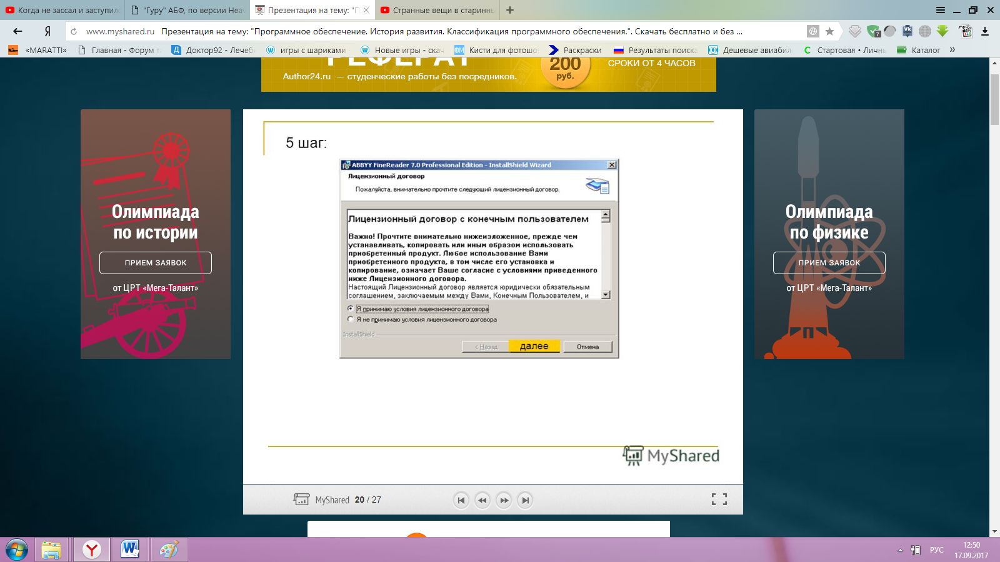 Когда не зассал и заступилс
"Гуру" АБФ, по версии Hea
Презентация на тему: "П
Странные вещи в старинны
www.myshared.ru Презентация на тему: "Программное обеспечение. История развития. Классификация программного обеспечения.". Скачать бесплатно и без ...
«MARATTI»
Главная - Форум т
Доктор92 - Лечеб
игры с шариками
Новые игры - скач
Кисти для фотошо
Раскраски
Результаты поиска
Дешевые авиабил
Стартовая • Личн
Каталог
РЕФЕРАТ
Author24.ru — студенческие работы без посредников.
200
руб.
СРОКИ ОТ 4 ЧАСОВ
Олимпиада
по истории
ПРИЕМ ЗАЯВОК
от ЦРТ «Мега-Талант»
5 шаг:
ABBYY FineReader 7.0 Professional Edition - InstallShield Wizard
Лицензионный договор
Пожалуйста, внимательно прочтите следующий лицензионный договор.
Лицензионный договор с конечным пользователем
Важно! Прочтите внимательно нижеизложенное, прежде чем
устанавливать, копировать или иным образом использовать
приобретенный продукт. Любое использование Вами
приобретенного продукта, в том числе его установка и
копирование, означает Ваше согласие с условиями приведенного
ниже Лицензионного договора.
Настоящий Лицензионный договор является юридически обязательным
соглашением, заключаемым между Вами, Конечным Пользователем, и
Я принимаю условия лицензионного договора
Я не принимаю условия лицензионного договора
InstallShield
< Назад
далее
Отмена
MyShared
Олимпиада
по физике
ПРИЕМ ЗАЯВОК
от ЦРТ «Мега-Талант»
MyShared 20 / 27
РУС
12:50
17.09.2017